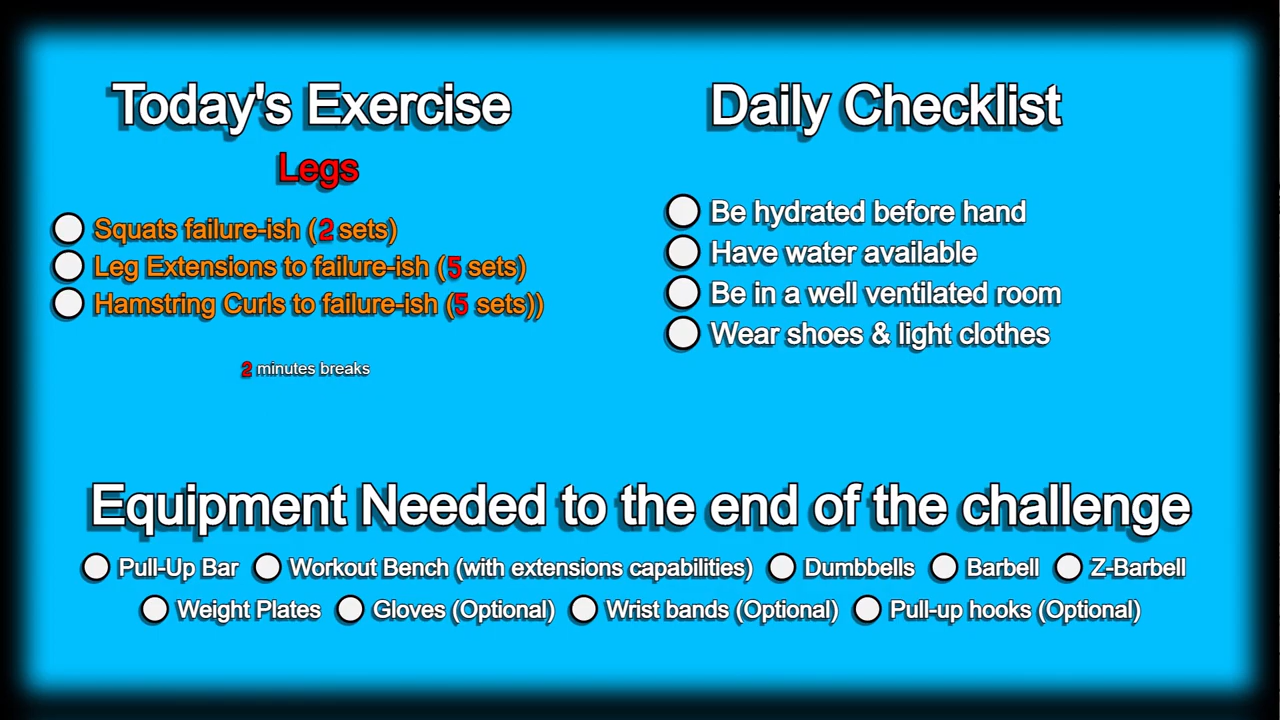 Today's Exercise
Legs
Squats failure-ish (2 sets)
Leg Extensions to failure-ish (5 sets)
Hamstring Curls to failure-ish (5 sets))
2 minutes breaks
Daily Checklist
Be hydrated before hand
Have water available
Be in a well ventilated room
Wear shoes & light clothes
Equipment Needed to the end of the challenge
Pull-Up Bar Workout Bench (with extensions capabilities) Dumbbells Barbell Z-Barbell
Weight Plates Gloves (Optional) Wrist bands (Optional) Pull-up hooks (Optional)